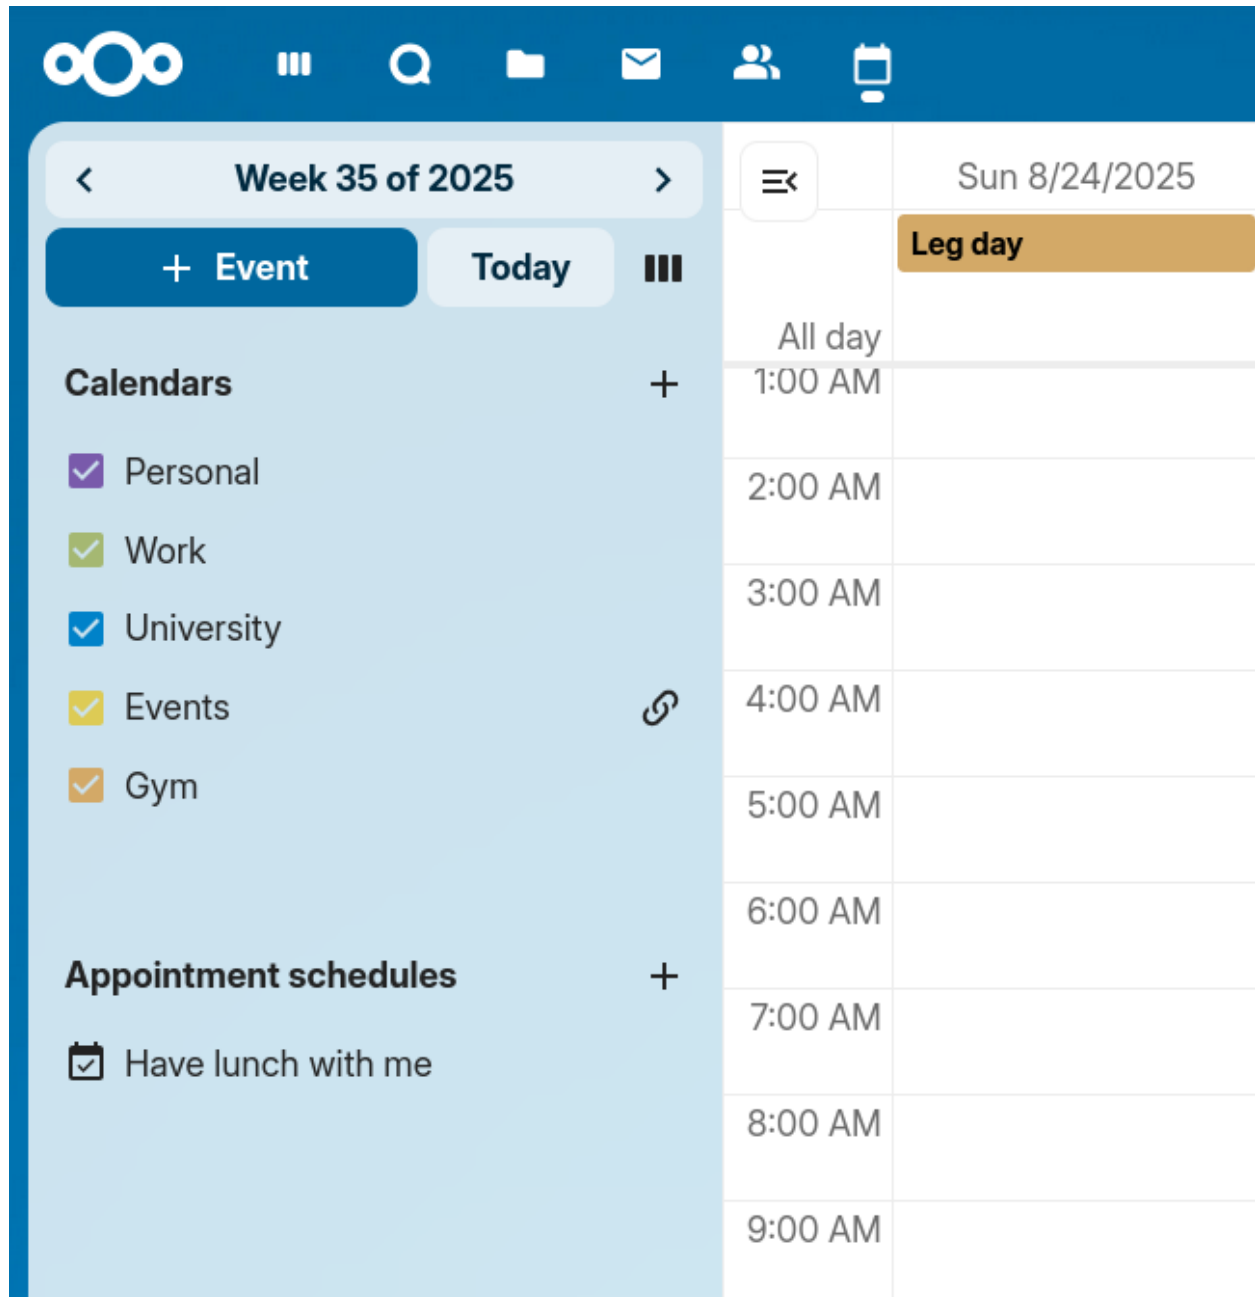 Week 35 of 2025
+ Event
Today
Calendars
Personal
Work
University
Events
Gym
Appointment schedules
Have lunch with me
Sun 8/24/2025
Leg day
All day
1:00 AM
2:00 AM
3:00 AM
4:00 AM
5:00 AM
6:00 AM
7:00 AM
8:00 AM
9:00 AM